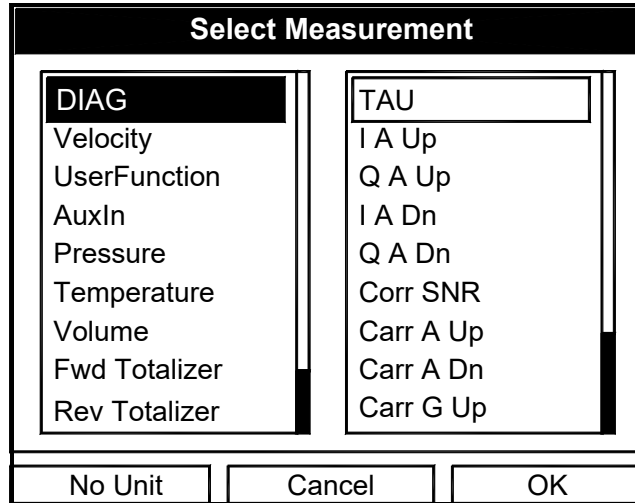 Select Measurement
DIAG
Velocity
UserFunction
AuxIn
Pressure
Temperature
Volume
Fwd Totalizer
Rev Totalizer
TAU
I A Up
Q A Up
I A Dn
Q A Dn
Corr SNR
Carr A Up
Carr A Dn
Carr G Up
No Unit
Cancel
OK